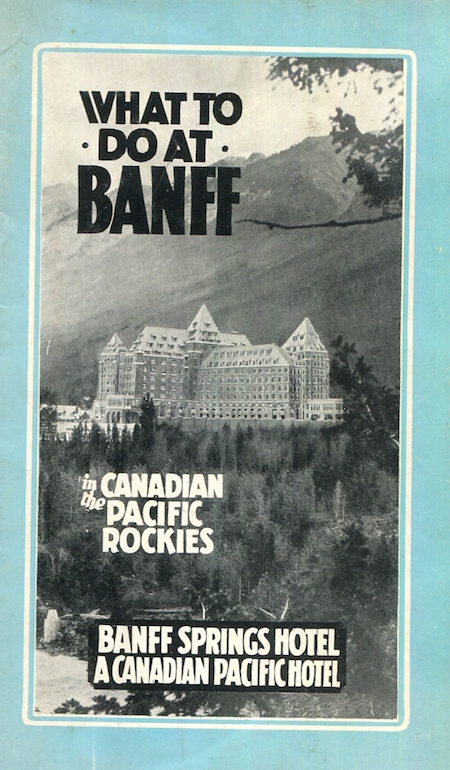 WHAT TO
· DO AT ·
BANFF
in the CANADIAN
PACIFIC
ROCKIES
BANFF SPRINGS HOTEL
A CANADIAN PACIFIC HOTEL